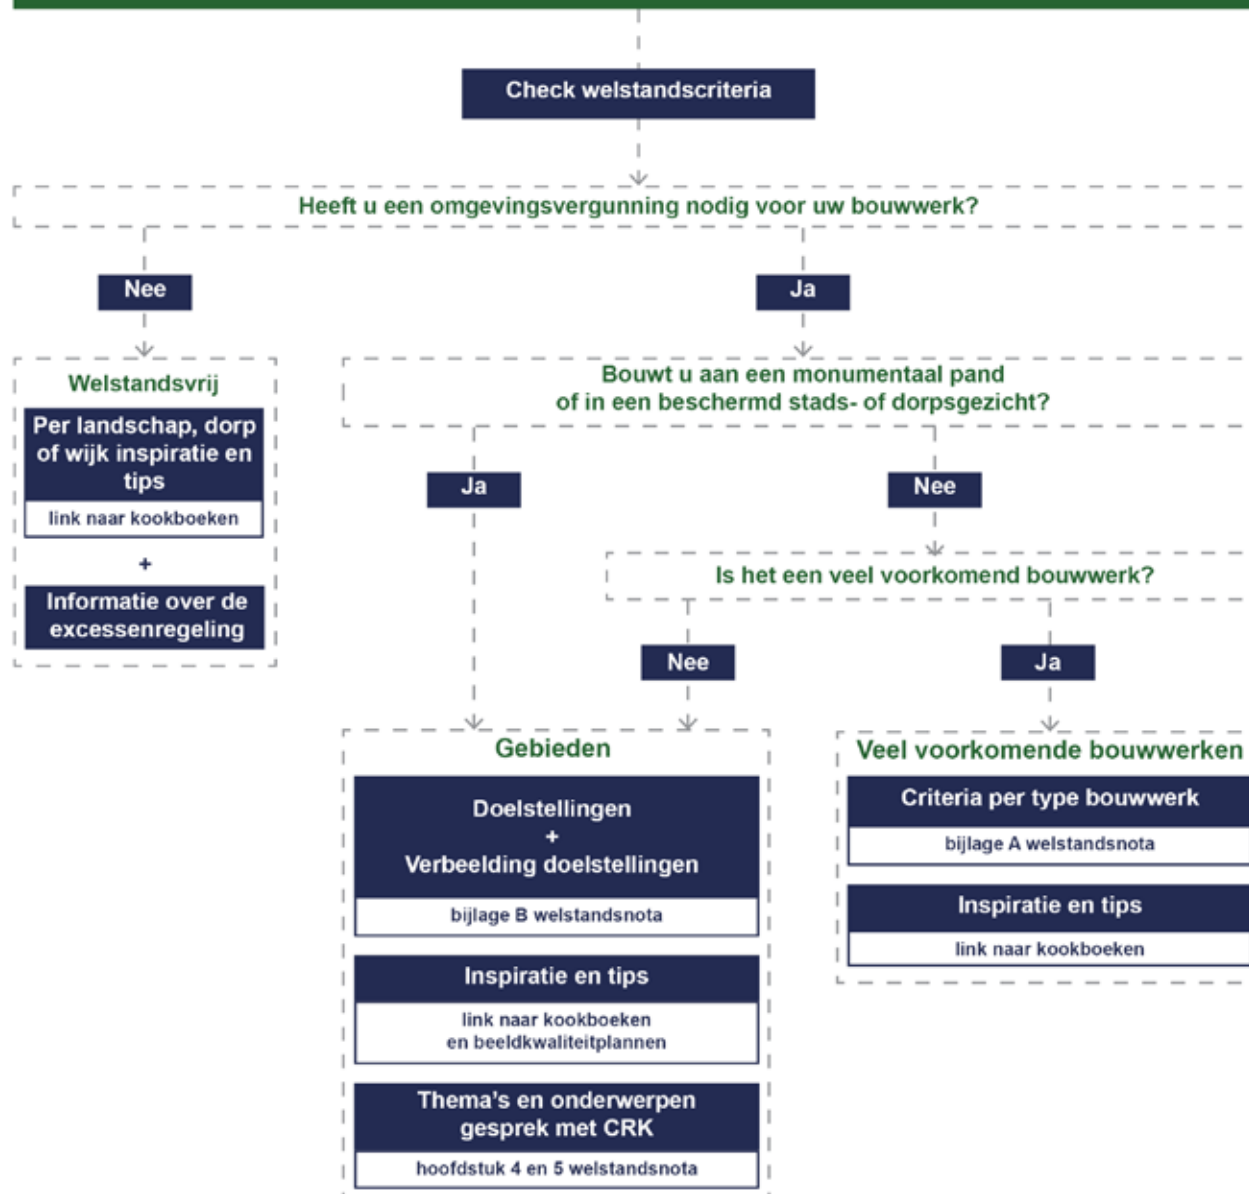 Check welstandscriteria
Heeft u een omgevingsvergunning nodig voor uw bouwwerk?
Nee
Ja
Welstandsvrij
Per landschap, dorp
of wijk inspiratie en
tips
link naar kookboeken
+
Informatie over de
excessenregeling
Bouwt u aan een monumentaal pand
of in een beschermd stads- of dorpsgezicht?
Ja
Nee
Is het een veel voorkomend bouwwerk?
Nee
Ja
Gebieden
Doelstellingen
+
Verbeelding doelstellingen
bijlage B welstandsnota
Inspiratie en tips
link naar kookboeken
en beeldkwaliteitplannen
Thema's en onderwerpen
gesprek met CRK
hoofdstuk 4 en 5 welstandsnota
Veel voorkomende bouwwerken
Criteria per type bouwwerk
bijlage A welstandsnota
Inspiratie en tips
link naar kookboeken